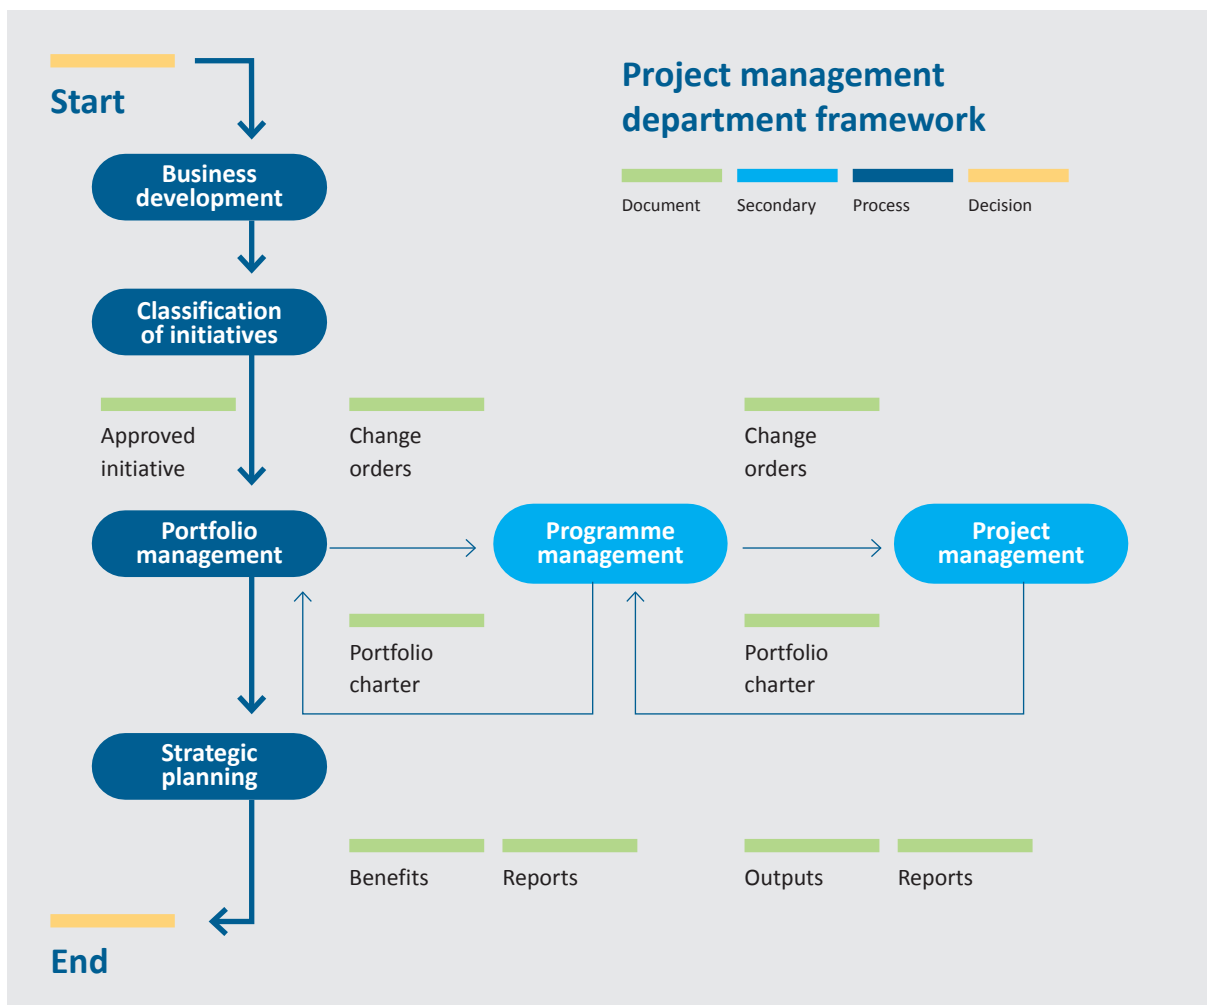 Start
Project management
department framework
Document
Secondary
Process
Decision
Business
development
Classification
of initiatives
Approved
initiative
Change
orders
Change
orders
Portfolio
management
Programme
management
Project
management
Portfolio
charter
Portfolio
charter
Strategic
planning
Benefits
Reports
Outputs
Reports
End